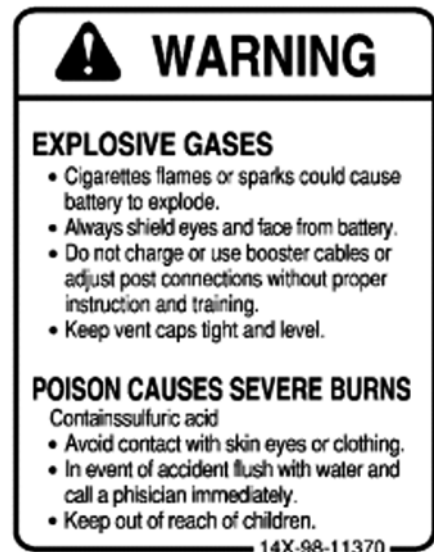 WARNING
EXPLOSIVE GASES
• Cigarettes flames or sparks could cause
battery to explode.
• Always shield eyes and face from battery.
• Do not charge or use booster cables or
adjust post connections without proper
instruction and training.
• Keep vent caps tight and level.
POISON CAUSES SEVERE BURNS
Containssulfuric acid
• Avoid contact with skin eyes or clothing.
• In event of accident flush with water and
call a phisician immediately.
• Keep out of reach of children.
14X-98-11370